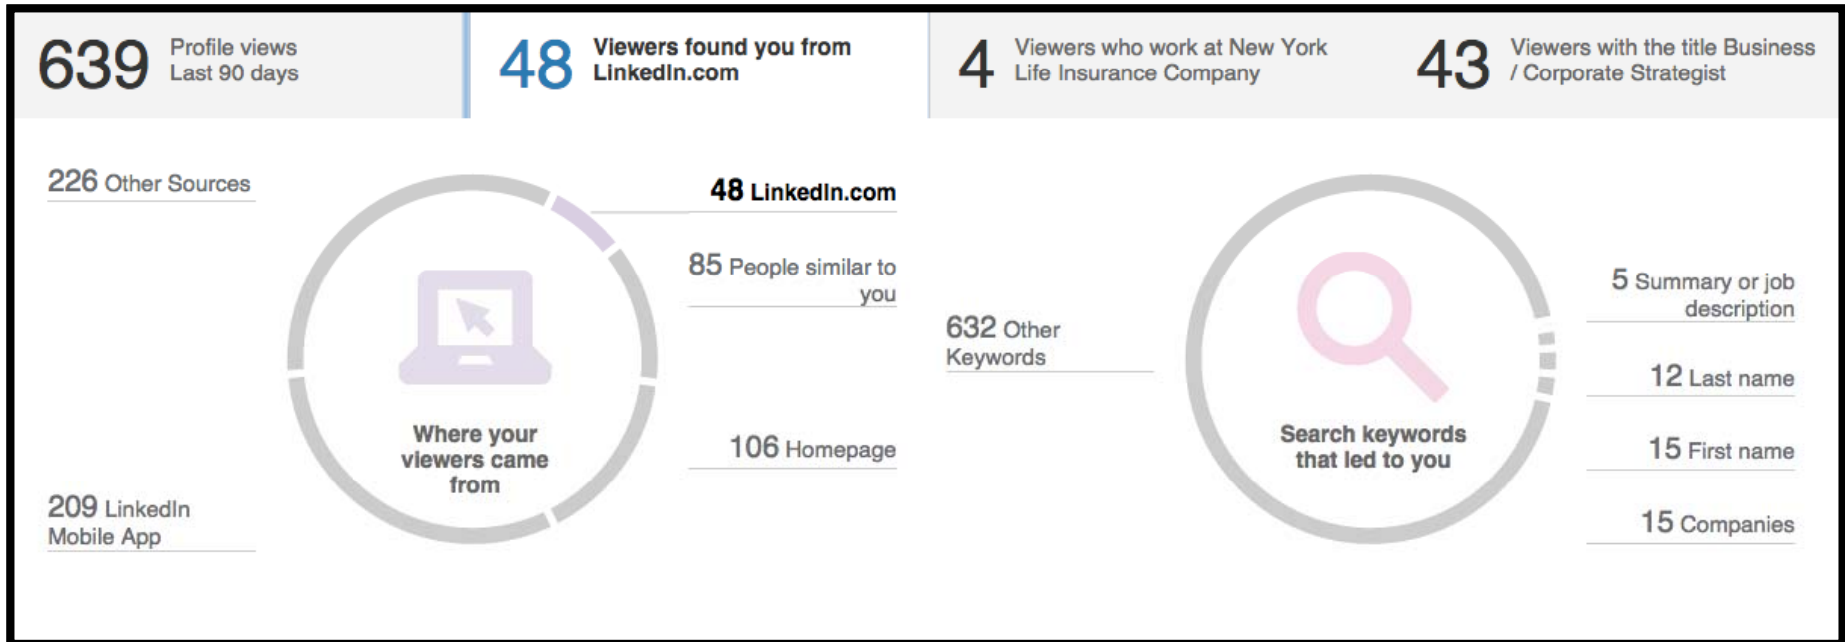 639 Profile views
Last 90 days
48 Viewers found you from
LinkedIn.com
4 Viewers who work at New York
Life Insurance Company
43 Viewers with the title Business
/ Corporate Strategist
226 Other Sources
209 LinkedIn
Mobile App
Where your
viewers came
from
48 LinkedIn.com
85 People similar to
you
106 Homepage
632 Other
Keywords
Search keywords
that led to you
5 Summary or job
description
12 Last name
15 First name
15 Companies